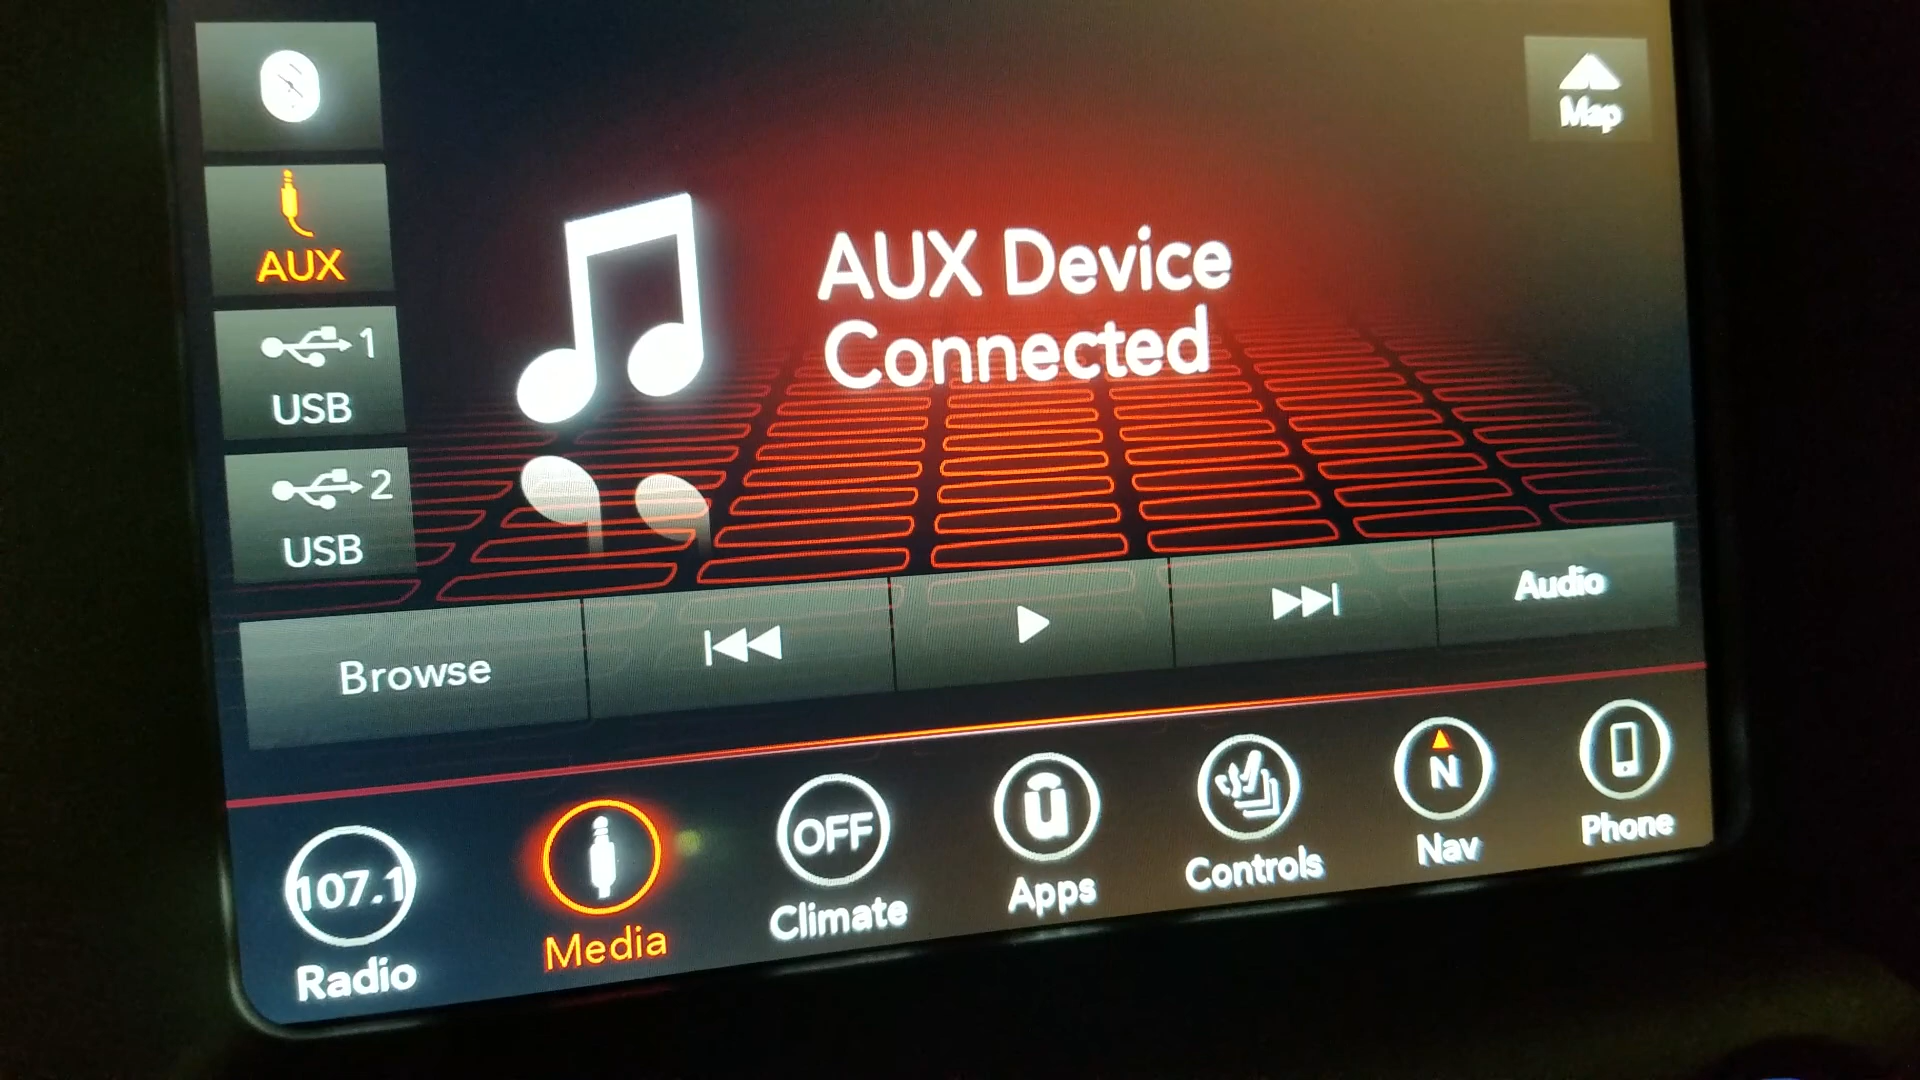 Map
AUX
AUX Device
Connected
1
USB
2
USB
Browse
Audio
107.1
Radio
Media
OFF
Climate
u
Apps
Controls
N
Nav
Phone